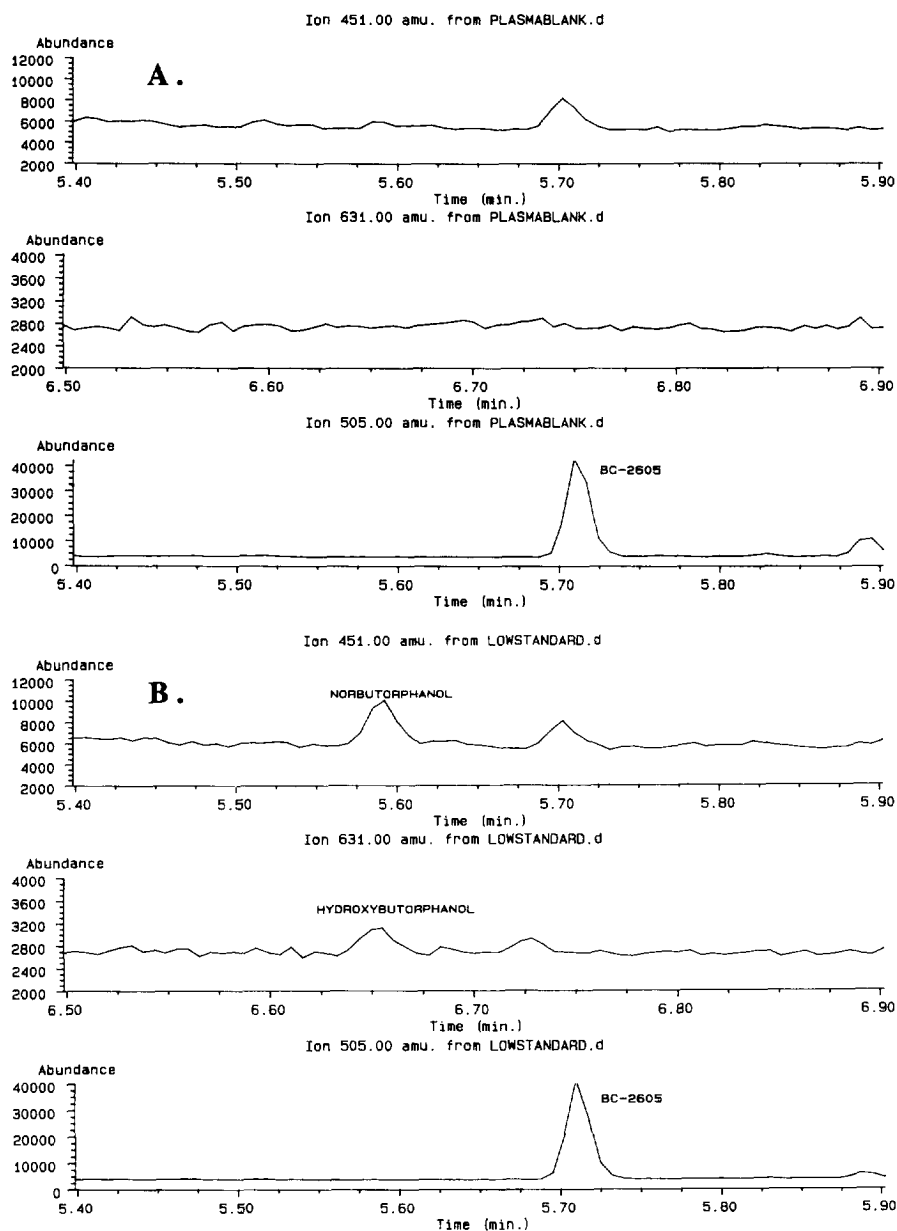 Ion 451.00 amu. from PLASMABLANK.d
Abundance
A.
12000
10000
8000
6000
4000
2000
5.40 5.50 5.60 5.70 5.80 5.90
Time (min.)
Ion 631.00 amu. from PLASMABLANK.d
Abundance
4000
3600
3200
2800
2400
2000
6.50 6.60 6.70 6.80 6.90
Time (min.)
Ion 505.00 amu. from PLASMABLANK.d
Abundance
BC-2605
40000
30000
20000
10000
0
5.40 5.50 5.60 5.70 5.80 5.90
Time (min.)
Ion 451.00 amu. from LOWSTANDARD.d
Abundance
B.
NORBUTORPHANOL
12000
10000
8000
6000
4000
2000
5.40 5.50 5.60 5.70 5.80 5.90
Time (min.)
Ion 631.00 amu. from LOWSTANDARD.d
Abundance
HYDROXYBUTORPHANOL
4000
3600
3200
2800
2400
2000
6.50 6.60 6.70 6.80 6.90
Time (min.)
Ion 505.00 amu. from LOWSTANDARD.d
Abundance
BC-2605
40000
30000
20000
10000
0
5.40 5.50 5.60 5.70 5.80 5.90
Time (min.)